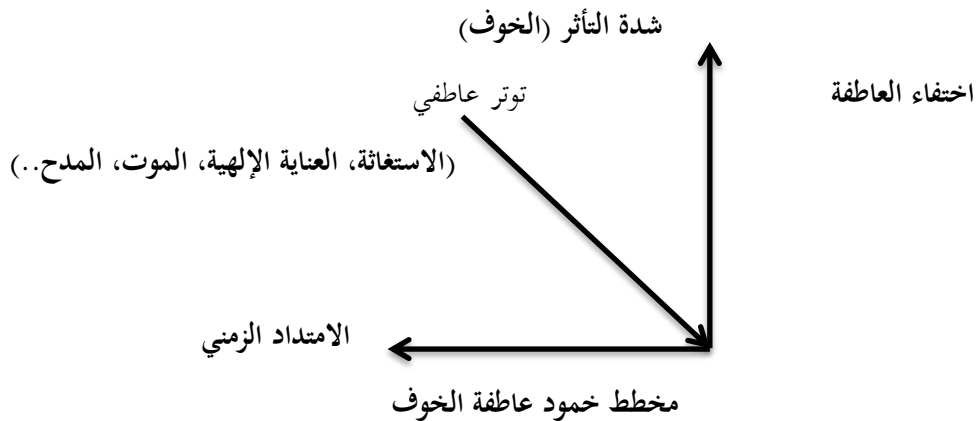 شدة التأثر (الخوف)
اختفاء العاطفة
توتر عاطفي
(الاستغاثة، العناية الإلهية، الموت، المدح..)
الامتداد الزمني
مخطط خمود عاطفة الخوف